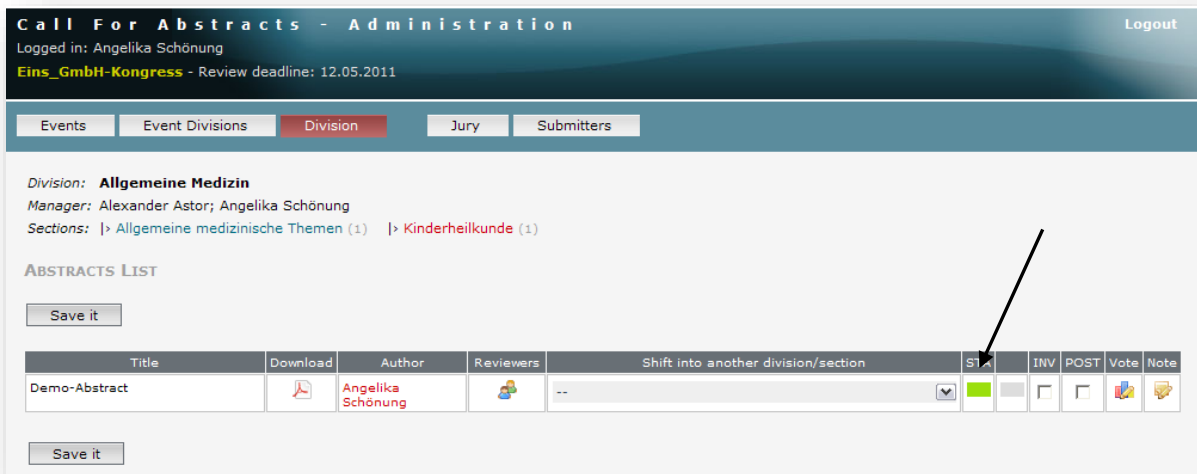 Call For Abstracts - Administration Logout
Logged in: Angelika Schönung
Eins_GmbH-Kongress - Review deadline: 12.05.2011
Events Event Divisions Division Jury Submitters
Division: Allgemeine Medizin
Manager: Alexander Astor; Angelika Schönung
Sections: |› Allgemeine medizinische Themen (1) |› Kinderheilkunde (1)
ABSTRACTS LIST
Save it
Title Download Author Reviewers Shift into another division/section STA INV POST Vote Note
Demo-Abstract Angelika Schönung --
Save it